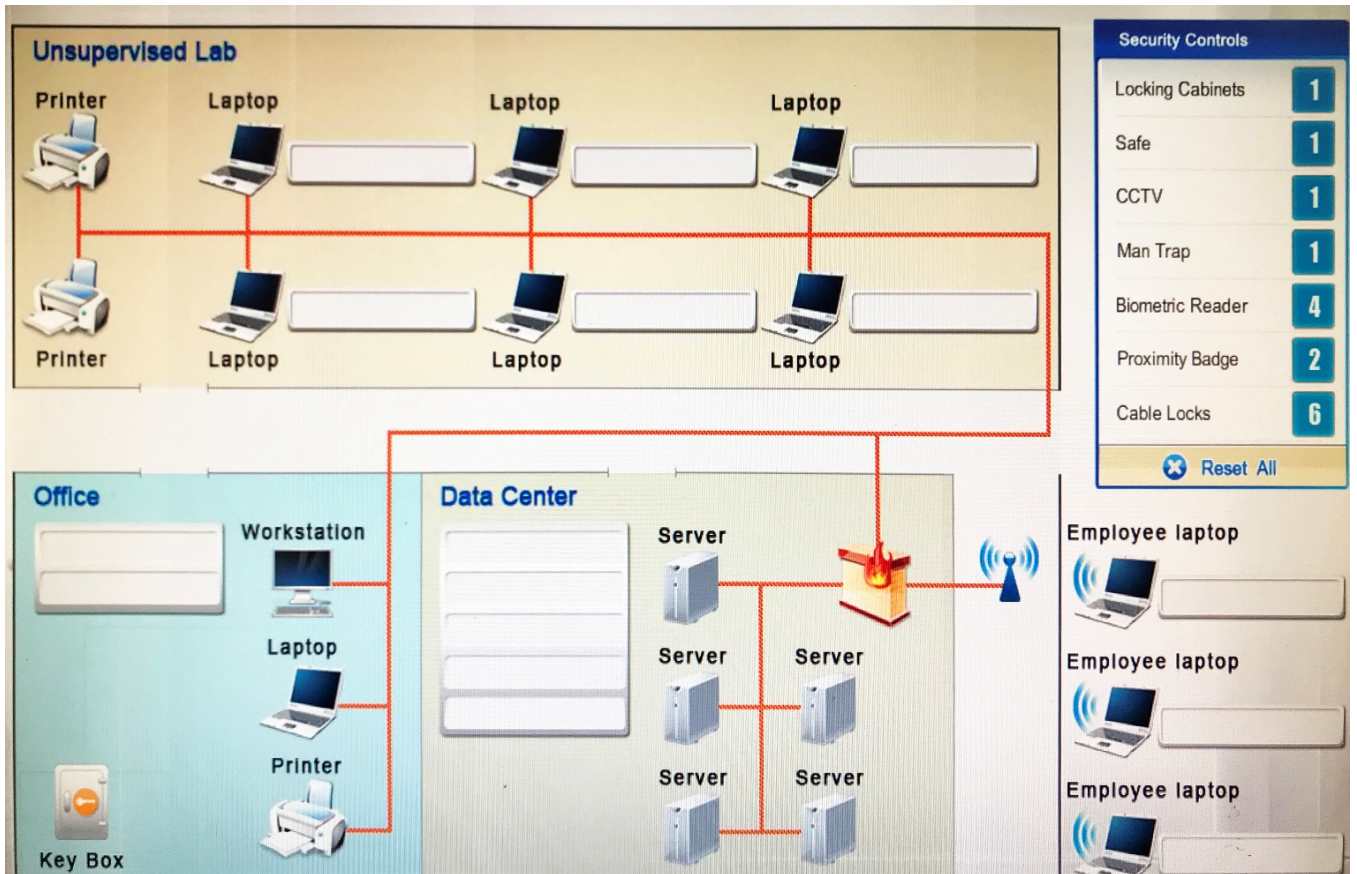 Unsupervised Lab
Printer
Laptop
Laptop
Laptop
Printer
Laptop
Laptop
Laptop
Security Controls
Locking Cabinets 1
Safe 1
CCTV 1
Man Trap 1
Biometric Reader 4
Proximity Badge 2
Cable Locks 6
Reset All
Office
Workstation
Laptop
Printer
Key Box
Data Center
Server
Server
Server
Server
Server
Employee laptop
Employee laptop
Employee laptop